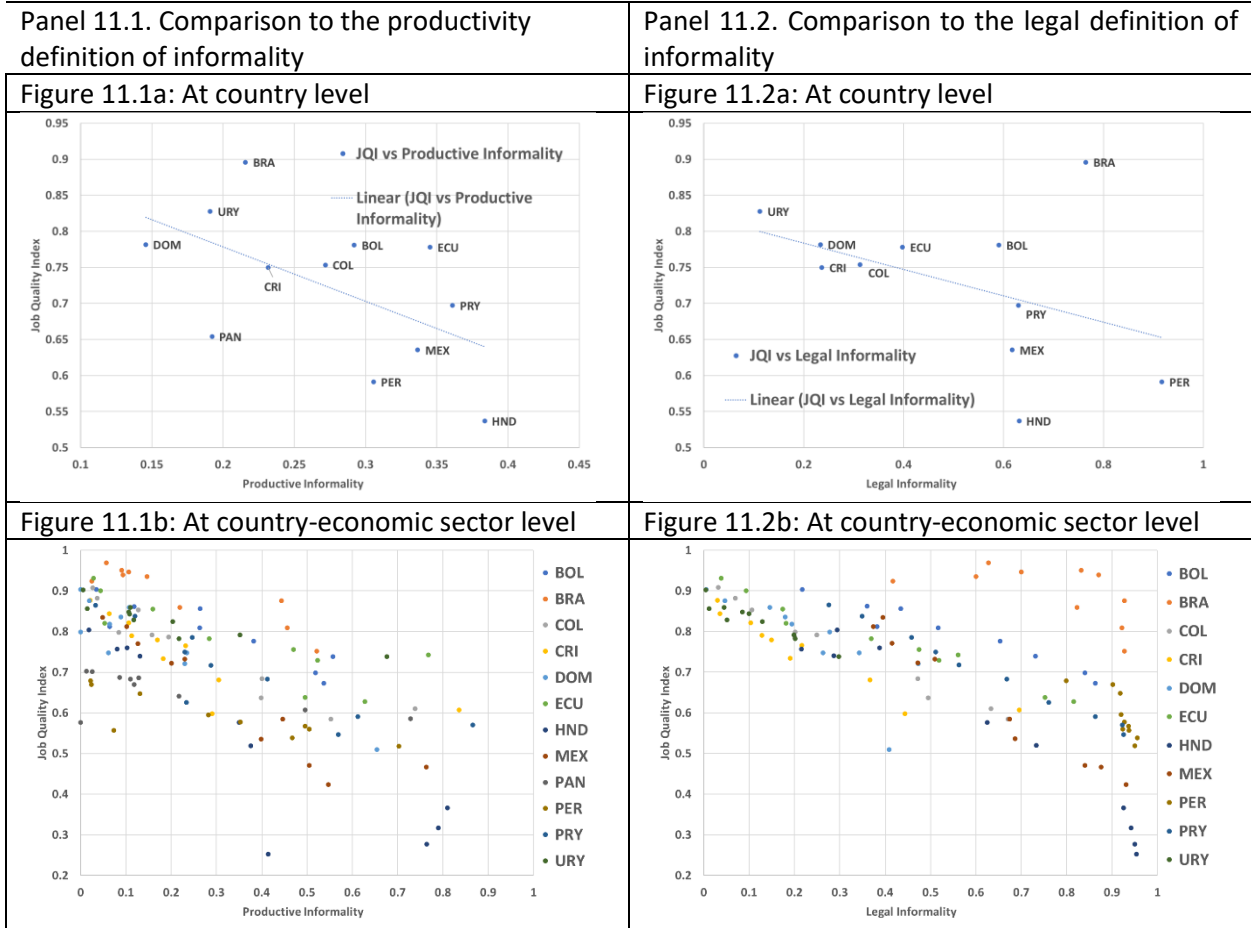 Panel 11.1. Comparison to the productivity
definition of informality
Panel 11.2. Comparison to the legal definition of
informality
Figure 11.1a: At country level
Figure 11.2a: At country level
0.95
0.9
0.85
0.8
0.75
0.7
0.65
0.6
0.55
0.5
Job Quality Index
BRA
URY
DOM
BOL
ECU
COL
CRI
PRY
PAN
MEX
PER
HND
JQI vs Productive Informality
Linear (JQI vs Productive
Informality)
0.1 0.15 0.2 0.25 0.3 0.35 0.4 0.45
Productive Informality
0.95
0.9
0.85
0.8
0.75
0.7
0.65
0.6
0.55
0.5
Job Quality Index
BRA
URY
DOM
ECU
BOL
CRI
COL
PRY
MEX
PER
HND
JQI vs Legal Informality
Linear (JQI vs Legal Informality)
0 0.2 0.4 0.6 0.8 1
Legal Informality
Figure 11.1b: At country-economic sector level
Figure 11.2b: At country-economic sector level
1
0.9
0.8
0.7
0.6
0.5
0.4
0.3
0.2
Job Quality Index
0 0.1 0.2 0.3 0.4 0.5 0.6 0.7 0.8 0.9 1
Productive Informality
BOL
BRA
COL
CRI
DOM
ECU
HND
MEX
PAN
PER
PRY
URY
1
0.9
0.8
0.7
0.6
0.5
0.4
0.3
0.2
Job Quality Index
0 0.1 0.2 0.3 0.4 0.5 0.6 0.7 0.8 0.9 1
Legal Informality
BOL
BRA
COL
CRI
DOM
ECU
HND
MEX
PER
PRY
URY